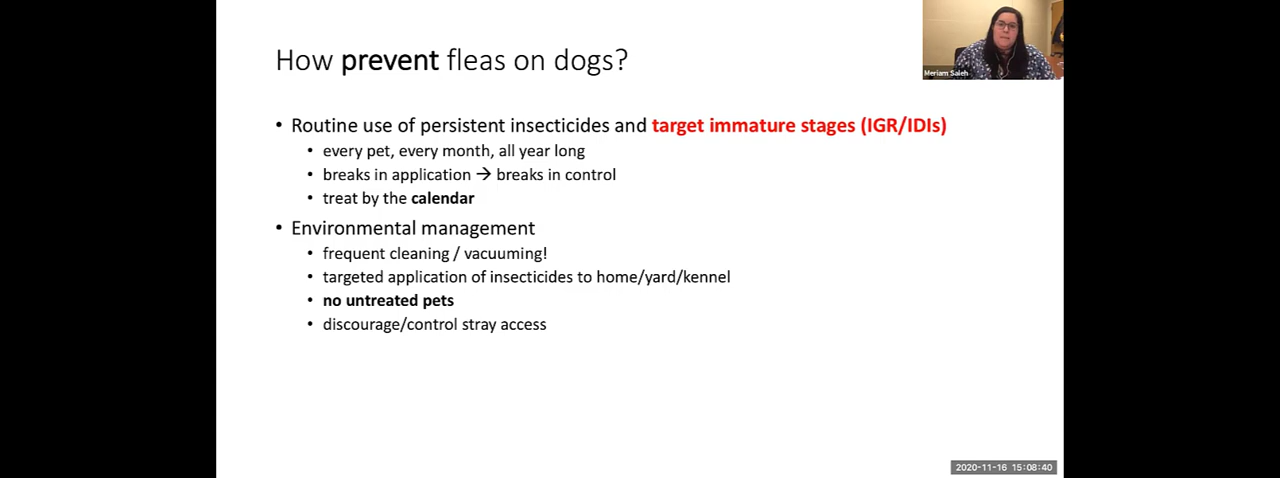 How prevent fleas on dogs?
Meriam Saleh
• Routine use of persistent insecticides and target immature stages (IGR/IDIs)
• every pet, every month, all year long
• breaks in application → breaks in control
• treat by the calendar
• Environmental management
• frequent cleaning / vacuuming!
• targeted application of insecticides to home/yard/kennel
• no untreated pets
• discourage/control stray access
2020-11-16 15:08:40